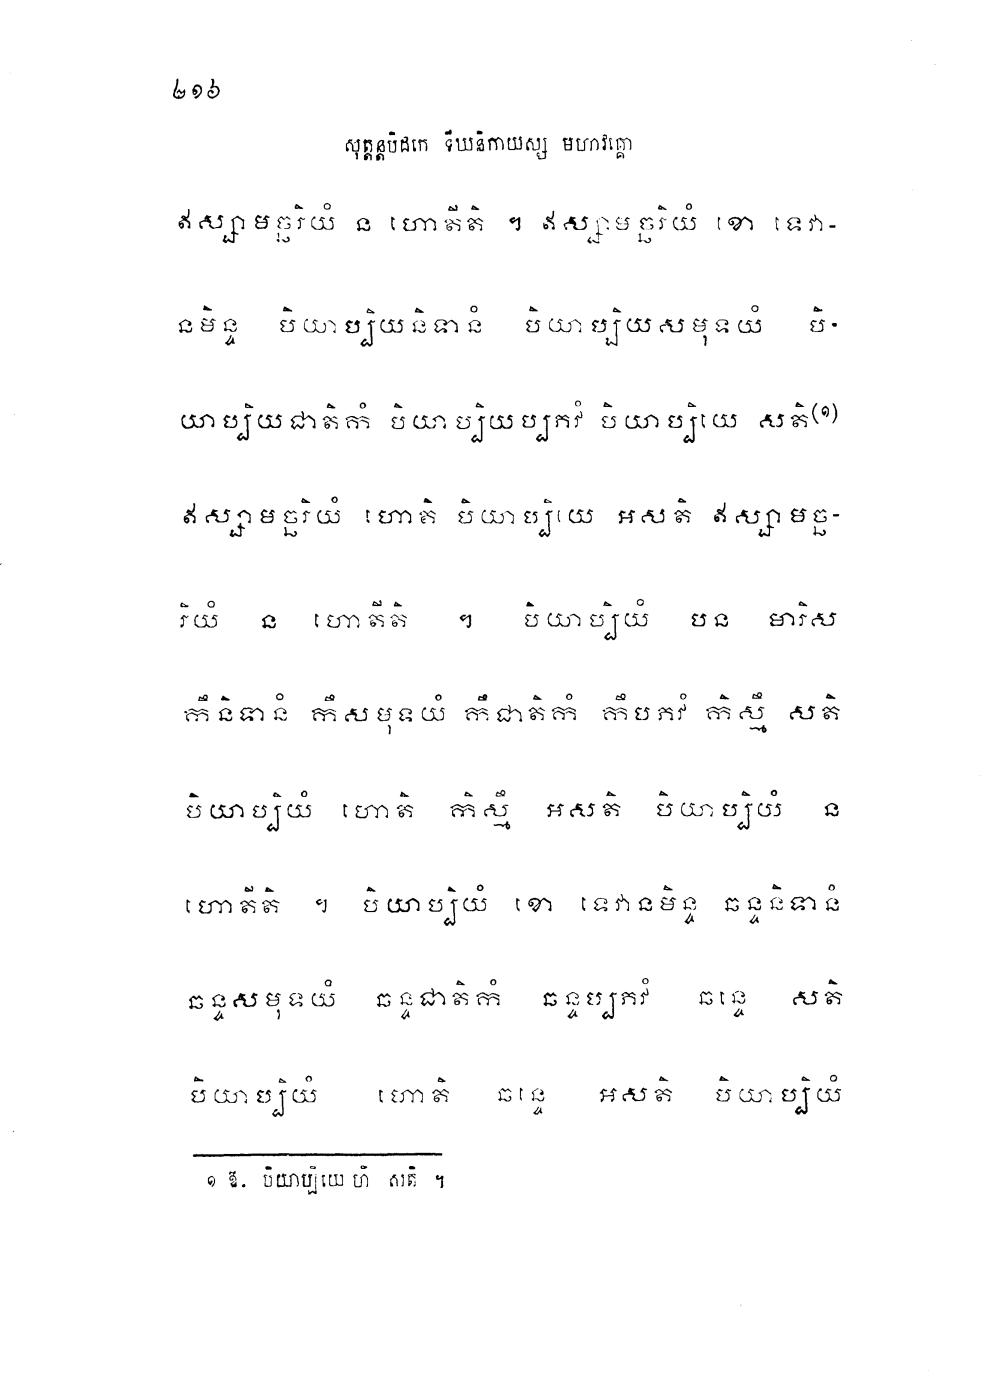 ២១៦
សុត្តន្តបិដកេ ទីឃនិកាយស្ស មហាវគ្គោ
ឥស្សាមច្ឆរិយំ ន ហោតីតិ ។ ឥស្សាមច្ឆរិយំ ខោ ទេវា-
នមិន្ទ បិយាប្បិយនិទានំ បិយាប្បិយសមុទយំ បិ-
យាប្បិយជាតិកំ បិយាប្បិយប្បភវំ បិយាប្បិយេ សតិ(១)
ឥស្សាមច្ឆរិយំ ហោតិ បិយាប្បិយេ អសតិ ឥស្សាមច្ឆ-
រិយំ ន ហោតីតិ ។ បិយាប្បិយំ បន មារិស
កឹនិទានំ កឹសមុទយំ កឹជាតិកំ កឹបភវំ កិស្មឹ សតិ
បិយាប្បិយំ ហោតិ កិស្មឹ អសតិ បិយាប្បិយំ ន
ហោតីតិ ។ បិយាប្បិយំ ខោ ទេវានមិន្ទ ឆន្ទនិទានំ
ឆន្ទសមុទយំ ឆន្ទជាតិកំ ឆន្ទប្បភវំ ឆន្ទេ សតិ
បិយាប្បិយំ ហោតិ ឆន្ទេ អសតិ បិយាប្បិយំ
១ ឱ. បិយាប្បិយេ ហិ សតិ ។